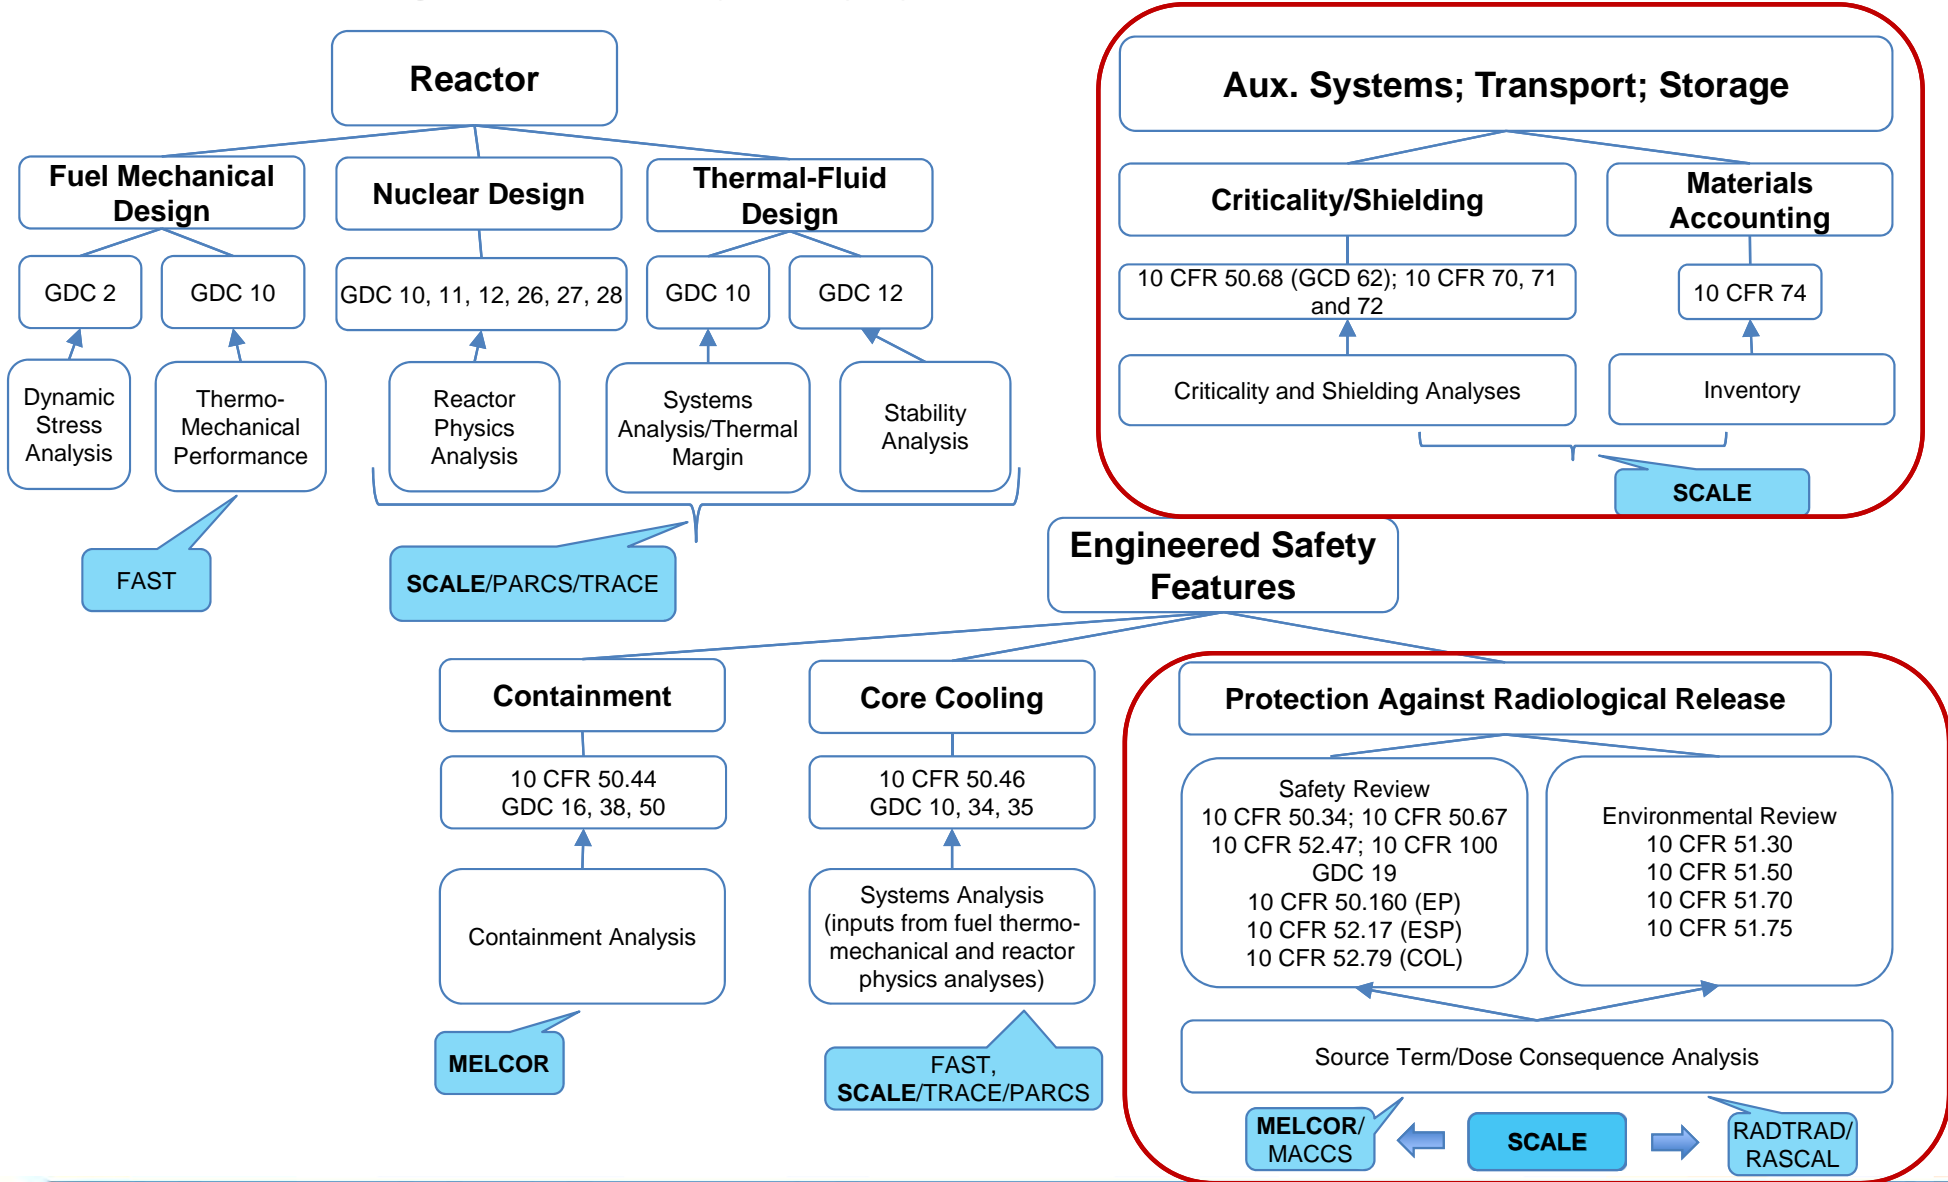 Reactor
Fuel Mechanical
Design
Nuclear Design
Thermal-Fluid
Design
GDC 2
GDC 10
GDC 10, 11, 12, 26, 27, 28
GDC 10
GDC 12
Dynamic
Stress
Analysis
Thermo-
Mechanical
Performance
Reactor
Physics
Analysis
Systems
Analysis/Thermal
Margin
Stability
Analysis
FAST
SCALE/PARCS/TRACE
Aux. Systems; Transport; Storage
Criticality/Shielding
Materials
Accounting
10 CFR 50.68 (GCD 62); 10 CFR 70, 71
and 72
10 CFR 74
Criticality and Shielding Analyses
Inventory
SCALE
Engineered Safety
Features
Containment
Core Cooling
Protection Against Radiological Release
10 CFR 50.44
GDC 16, 38, 50
10 CFR 50.46
GDC 10, 34, 35
Safety Review
10 CFR 50.34; 10 CFR 50.67
10 CFR 52.47; 10 CFR 100
GDC 19
10 CFR 50.160 (EP)
10 CFR 52.17 (ESP)
10 CFR 52.79 (COL)
Environmental Review
10 CFR 51.30
10 CFR 51.50
10 CFR 51.70
10 CFR 51.75
Containment Analysis
Systems Analysis
(inputs from fuel thermo-
mechanical and reactor
physics analyses)
Source Term/Dose Consequence Analysis
MELCOR
FAST,
SCALE/TRACE/PARCS
MELCOR/
MACCS
SCALE
RADTRAD/
RASCAL